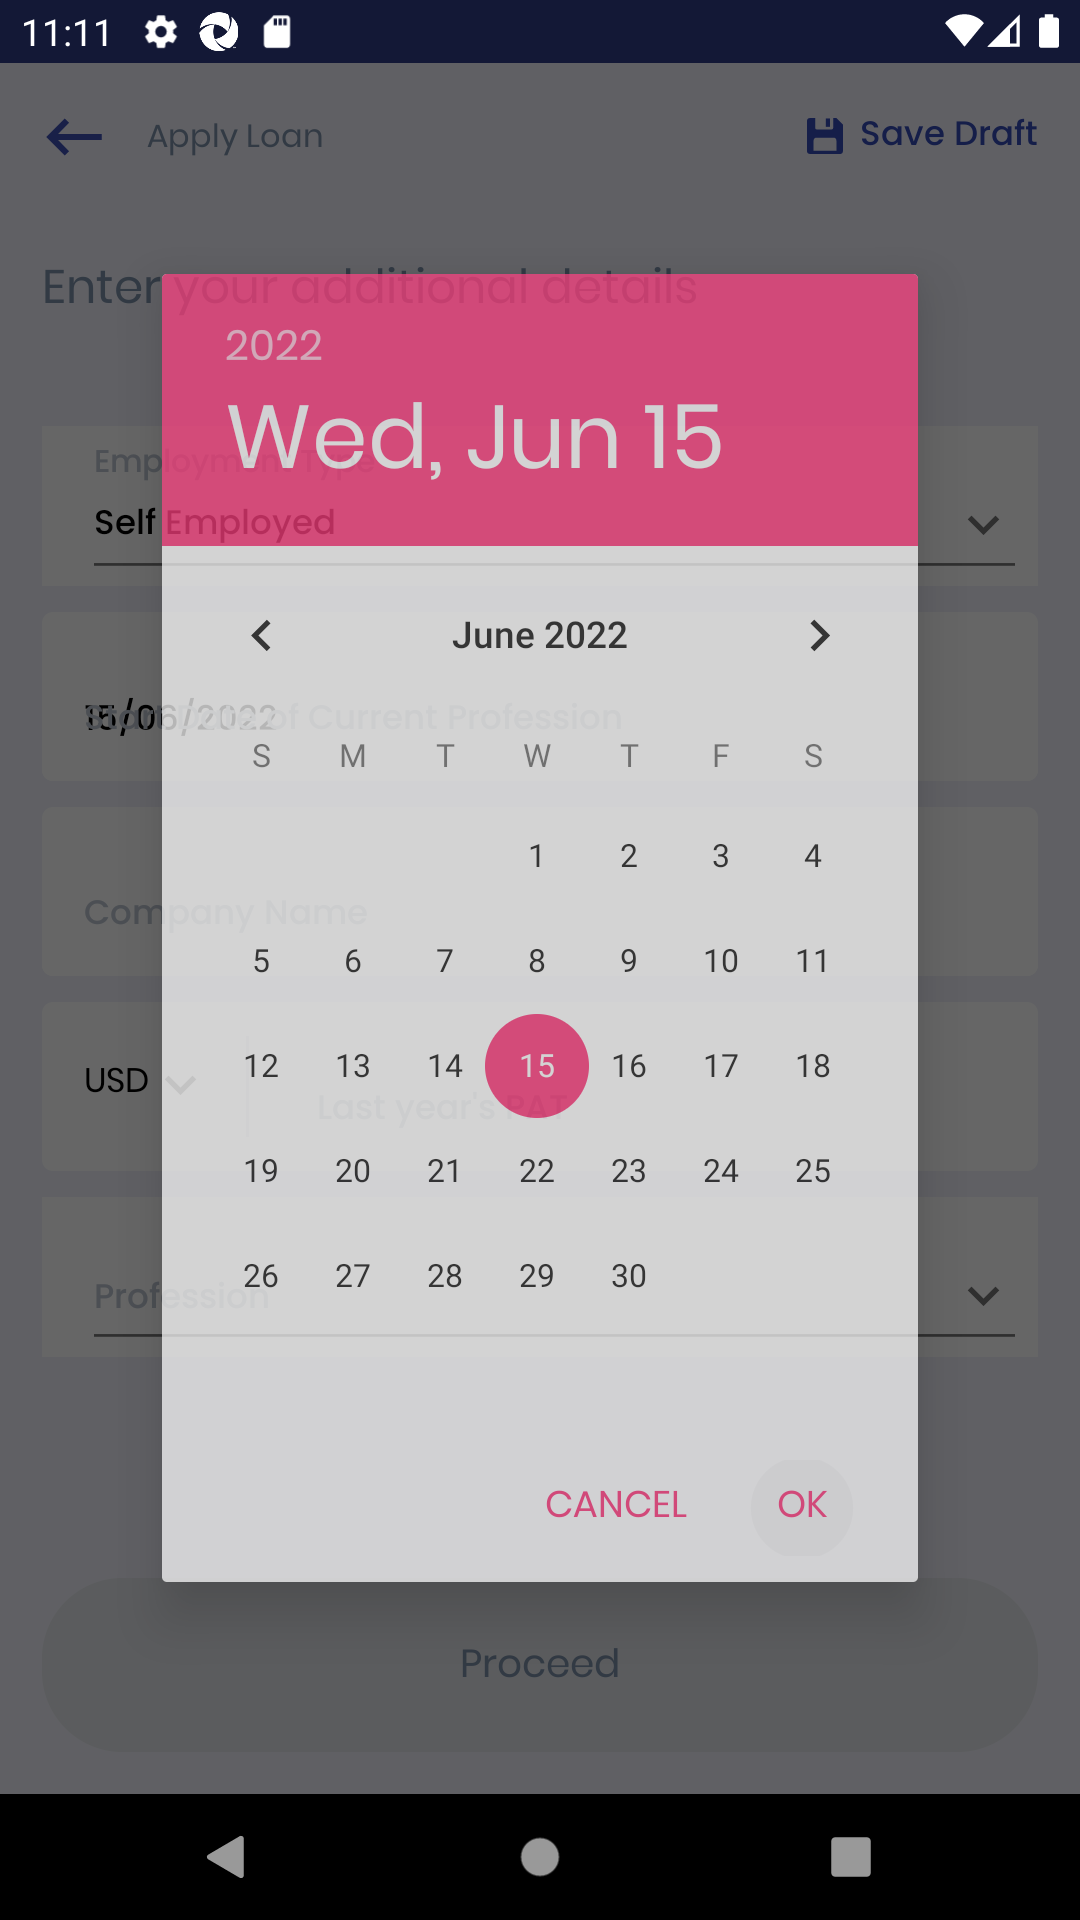 11:11
Apply Loan
Save Draft
Enter your additional details
2022
Wed, Jun 15
Employment Type
Self Employed
June 2022
15/06/2022
Start Date of Current Profession
S M T W T F S
1 2 3 4
Company Name
5 6 7 8 9 10 11
12 13 14 15 16 17 18
USD
Last year's PAT
19 20 21 22 23 24 25
26 27 28 29 30
Profession
CANCEL OK
Proceed